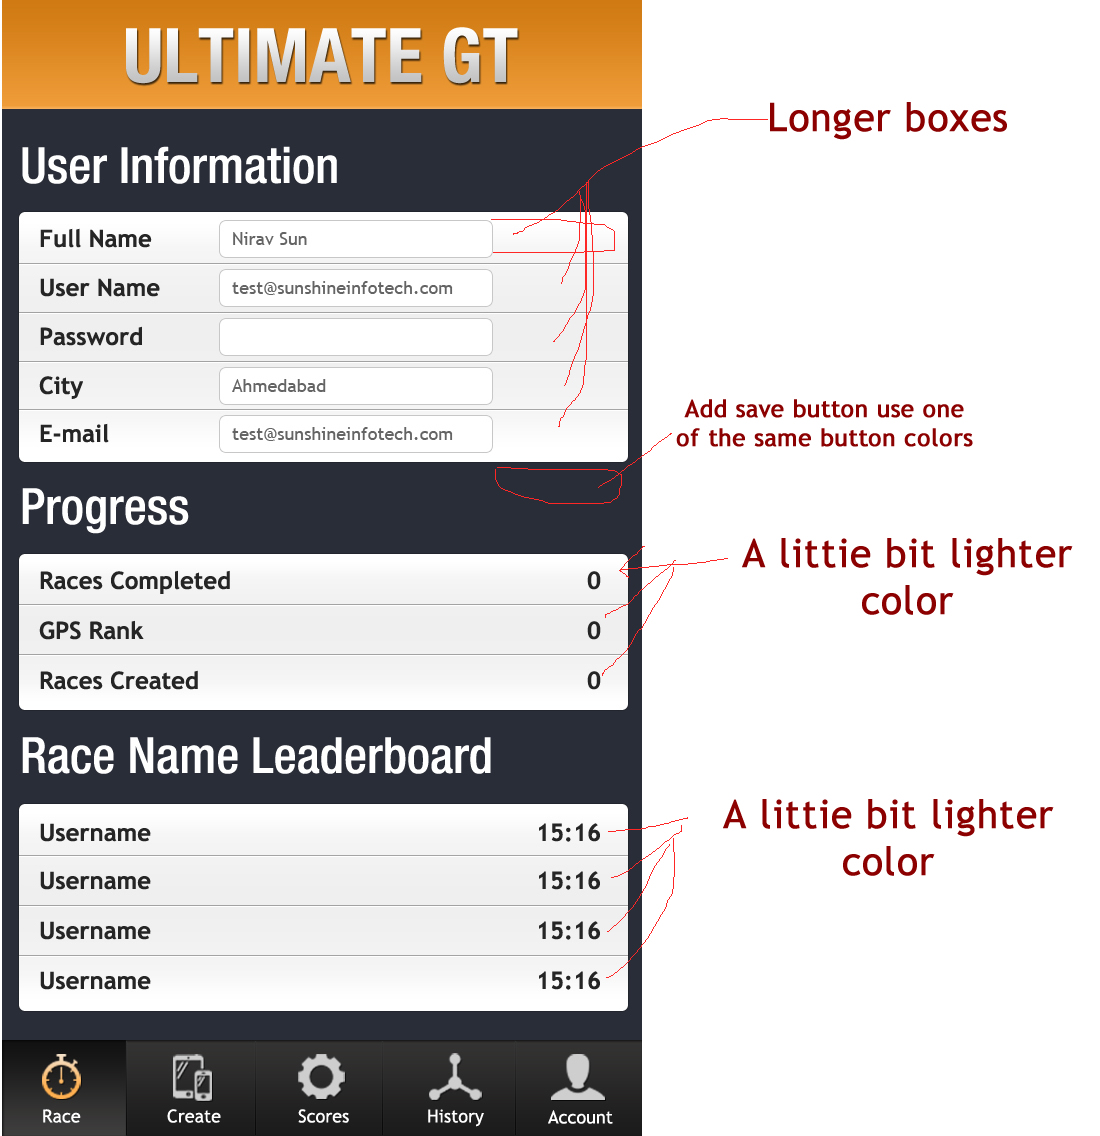 ULTIMATE GT
Longer boxes
User Information
Full Name Nirav Sun
User Name test@sunshineinfotech.com
Password
City Ahmedabad
E-mail test@sunshineinfotech.com
Add save button use one
of the same button colors
Progress
A littie bit lighter
color
Races Completed 0
GPS Rank 0
Races Created 0
Race Name Leaderboard
A littie bit lighter
color
Username 15:16
Username 15:16
Username 15:16
Username 15:16
Race Create Scores History Account